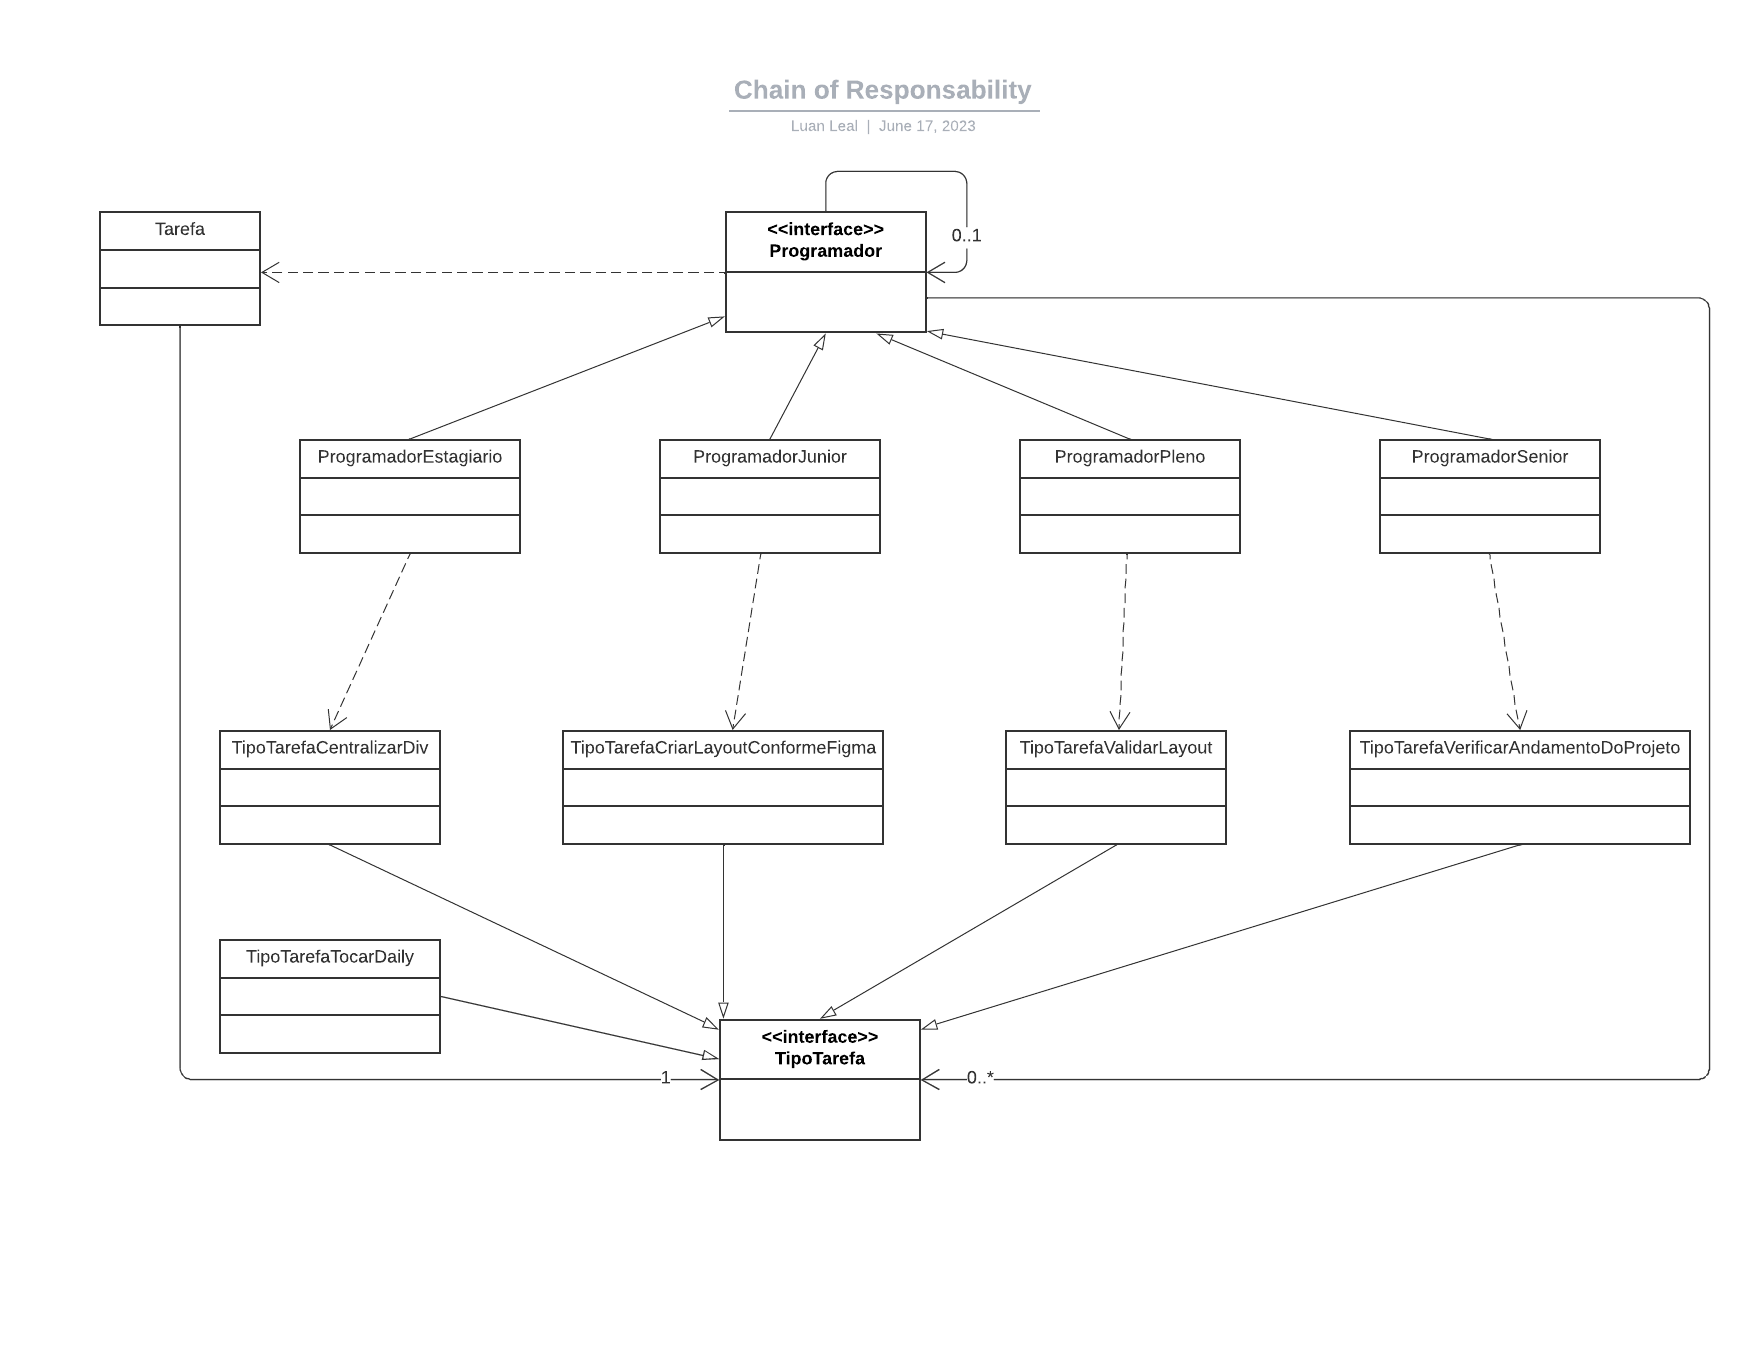 Chain of Responsability
Luan Leal | June 17, 2023
Tarefa
<<interface>>
Programador
0..1
ProgramadorEstagiario
ProgramadorJunior
ProgramadorPleno
ProgramadorSenior
TipoTarefaCentralizarDiv
TipoTarefaCriarLayoutConformeFigma
TipoTarefaValidarLayout
TipoTarefaVerificarAndamentoDoProjeto
TipoTarefaTocarDaily
<<interface>>
TipoTarefa
1
0..*